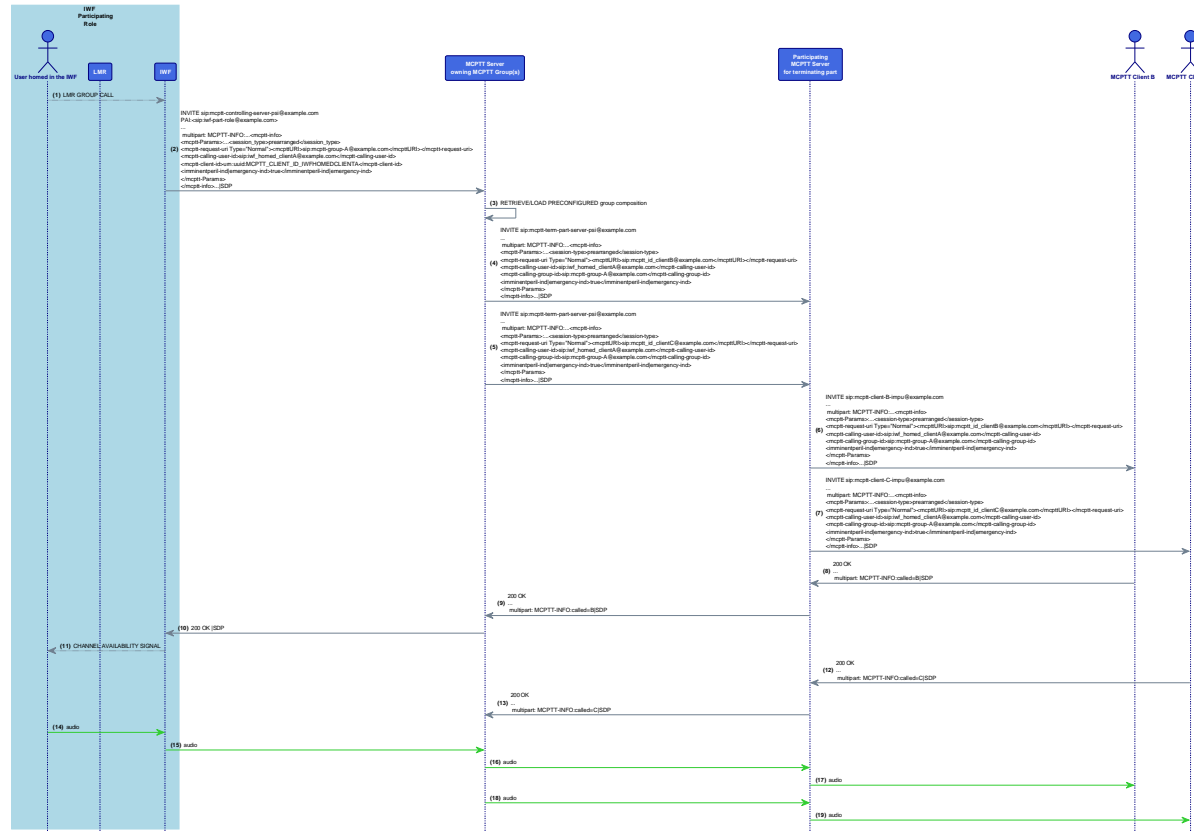 IWF
Participating
Role
User homed in the IWF
LMR
IWF
MCPTT Server
owning MCPTT Group(s)
Participating
MCPTT Server
for terminating part
MCPTT Client B
MCPTT Cl
(1) LMR GROUP CALL
INVITE sip:mcptt-controlling-server-psi@example.com
PAI:<sip:iwf-part-role@example.com>
...
multipart: MCPTT-INFO:...<mcptt-info>
<mcptt-Params>:...<session_type>prearranged</session_type>
(2) <mcptt-request-uri Type="Normal"><mcpttURI>sip:mcptt-group-A@example.com</mcpttURI></mcptt-request-uri>
<mcptt-calling-user-id>sip:iwf_homed_clientA@example.com</mcptt-calling-user-id>
<mcptt-client-id>urn:uuid:MCPTT_CLIENT_ID_IWFHOMEDCLIENTA</mcptt-client-id>
<imminentperil-ind|emergency-ind>true</imminentperil-ind|emergency-ind>
</mcptt-Params>
</mcptt-info>...|SDP
(3) RETRIEVE/LOAD PRECONFIGURED group composition
INVITE sip:mcptt-term-part-server-psi@example.com
...
multipart: MCPTT-INFO:...<mcptt-info>
<mcptt-Params>:...<session-type>prearranged</session-type>
(4) <mcptt-request-uri Type="Normal"><mcpttURI>sip:mcptt_id_clientB@example.com</mcpttURI></mcptt-request-uri>
<mcptt-calling-user-id>sip:iwf_homed_clientA@example.com</mcptt-calling-user-id>
<mcptt-calling-group-id>sip:mcptt-group-A@example.com</mcptt-calling-group-id>
<imminentperil-ind|emergency-ind>true</imminentperil-ind|emergency-ind>
</mcptt-Params>
</mcptt-info>...|SDP
INVITE sip:mcptt-term-part-server-psi@example.com
...
multipart: MCPTT-INFO:...<mcptt-info>
<mcptt-Params>:...<session-type>prearranged</session-type>
(5) <mcptt-request-uri Type="Normal"><mcpttURI>sip:mcptt_id_clientC@example.com</mcpttURI></mcptt-request-uri>
<mcptt-calling-user-id>sip:iwf_homed_clientA@example.com</mcptt-calling-user-id>
<mcptt-calling-group-id>sip:mcptt-group-A@example.com</mcptt-calling-group-id>
<imminentperil-ind|emergency-ind>true</imminentperil-ind|emergency-ind>
</mcptt-Params>
</mcptt-info>...|SDP
INVITE sip:mcptt-client-B-impu@example.com
...
multipart: MCPTT-INFO:...<mcptt-info>
<mcptt-Params>:...<session-type>prearranged</session-type>
(6) <mcptt-request-uri Type="Normal"><mcpttURI>sip:mcptt_id_clientB@example.com</mcpttURI></mcptt-request-uri>
<mcptt-calling-user-id>sip:iwf_homed_clientA@example.com</mcptt-calling-user-id>
<mcptt-calling-group-id>sip:mcptt-group-A@example.com</mcptt-calling-group-id>
<imminentperil-ind|emergency-ind>true</imminentperil-ind|emergency-ind>
</mcptt-Params>
</mcptt-info>...|SDP
INVITE sip:mcptt-client-C-impu@example.com
...
multipart: MCPTT-INFO:...<mcptt-info>
<mcptt-Params>:...<session-type>prearranged</session-type>
(7) <mcptt-request-uri Type="Normal"><mcpttURI>sip:mcptt_id_clientC@example.com</mcpttURI></mcptt-request-uri>
<mcptt-calling-user-id>sip:iwf_homed_clientA@example.com</mcptt-calling-user-id>
<mcptt-calling-group-id>sip:mcptt-group-A@example.com</mcptt-calling-group-id>
<imminentperil-ind|emergency-ind>true</imminentperil-ind|emergency-ind>
</mcptt-Params>
</mcptt-info>...|SDP
200 OK
(8) ...
multipart: MCPTT-INFO:called=B|SDP
200 OK
(9) ...
multipart: MCPTT-INFO:called=B|SDP
(10) 200 OK |SDP
(11) CHANNEL AVAILABILITY SIGNAL
200 OK
(12) ...
multipart: MCPTT-INFO:called=C|SDP
200 OK
(13) ...
multipart: MCPTT-INFO:called=C|SDP
(14) audio
(15) audio
(16) audio
(17) audio
(18) audio
(19) audio